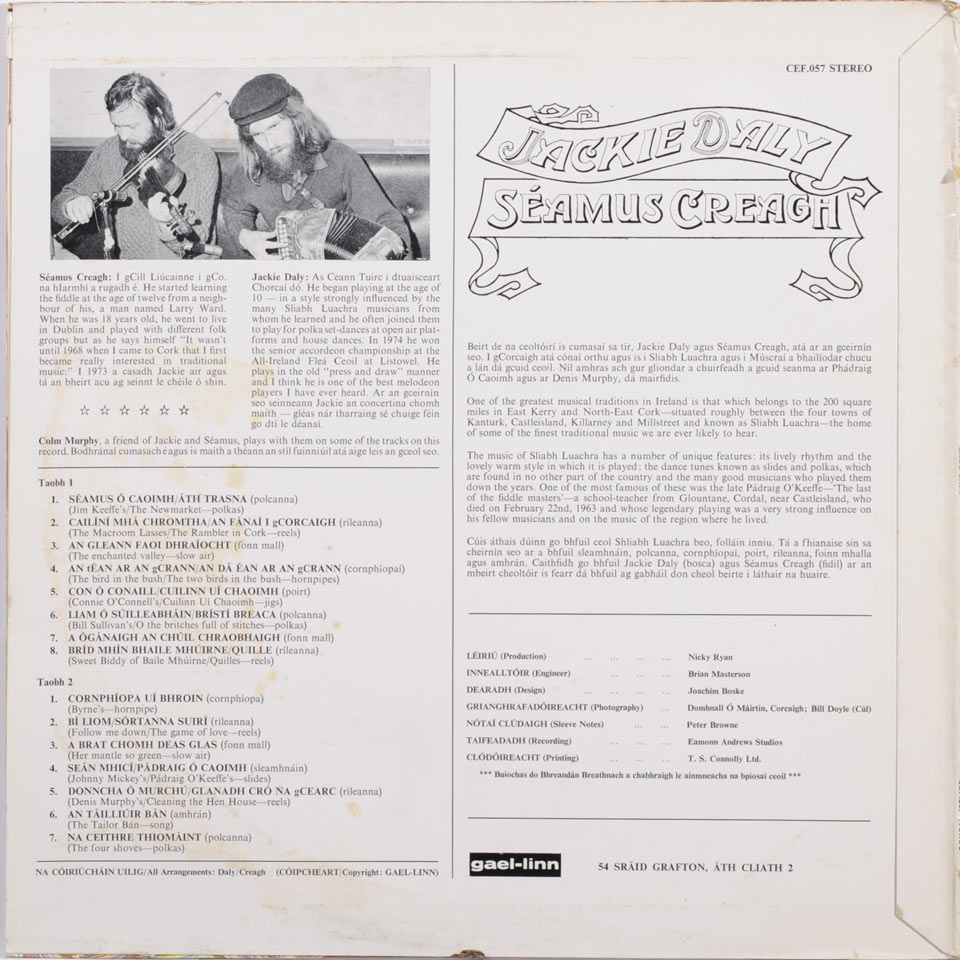 CEF.057 STEREO
JACKIE DALY
SÉAMUS CREAGH
Séamus Creagh: I gCill Liúcainne i gCo.
na hIarmhí a rugadh é. He started learning
the fiddle at the age of twelve from a neigh-
bour of his, a man named Larry Ward.
When he was 18 years old, he went to live
in Dublin and played with different folk
groups but as he says himself "It wasn't
until 1968 when I came to Cork that I first
became really interested in traditional
music." I 1973 a casadh Jackie air agus
tá an bheirt acu ag seinnt le chéile ó shin.
☆ ☆ ☆ ☆ ☆ ☆
Jackie Daly: As Ceann Tuirc i dtuaisceart
Chorcaí dó. He began playing at the age of
10 — in a style strongly influenced by the
many Sliabh Luachra musicians from
whom he learned and he often joined them
to play for polka set-dances at open air plat-
forms and house dances. In 1974 he won
the senior accordeon championship at the
All-Ireland Fleá Ceoil at Listowel. He
plays in the old "press and draw" manner
and I think he is one of the best melodeon
players I have ever heard. Ar an gceirnín
seo seinneann Jackie an concertina chomh
maith — gléas nár tharraing sé chuige féin
go dtí le déanaí.
Colm Murphy, a friend of Jackie and Séamus, plays with them on some of the tracks on this
record. Bodhránaí cumasach é agus is maith a théann an stíl fuinniúil atá aige leis an gceol seo.
Taobh 1
1. SÉAMUS Ó CAOIMH/ÁTH TRASNA (polcanna)
(Jim Keeffe's/The Newmarket—polkas)
2. CAILÍNÍ MHÁ CHROMTHA/AN FÁNAÍ I gCORCAIGH (rileanna)
(The Macroom Lasses/The Rambler in Cork—reels)
3. AN GLEANN FAOI DHRAÍOCHT (fonn mall)
(The enchanted valley—slow air)
4. AN tÉAN AR AN gCRANN/AN DÁ ÉAN AR AN gCRANN (cornphíopaí)
(The bird in the bush/The two birds in the bush—hornpipes)
5. CON Ó CONAILL/CUILINN UÍ CHAOIMH (poirt)
(Connie O'Connell's/Cuilinn Uí Chaoimh—jigs)
6. LIAM Ó SÚILLEABHÁIN/BRÍSTÍ BREACA (polcanna)
(Bill Sullivan's/O the britches full of stitches—polkas)
7. A ÓGÁNAIGH AN CHÚIL CHRAOBHAIGH (fonn mall)
8. BRÍD MHÍN BHAILE MHÚIRNE/QUILLE (rileanna)
(Sweet Biddy of Baile Mhúirne/Quilles—reels)
Taobh 2
1. CORNPHÍOPA UÍ BHROIN (cornphíopa)
(Byrne's—hornpipe)
2. BÍ LIOM/SÓRTANNA SUIRÍ (rileanna)
(Follow me down/The game of love—reels)
3. A BRAT CHOMH DEAS GLAS (fonn mall)
(Her mantle so green—slow air)
4. SEÁN MHICÍ/PÁDRAIG Ó CAOIMH (sleamhnáin)
(Johnny Mickey's/Pádraig O'Keeffe's—slides)
5. DONNCHA Ó MURCHÚ/GLANADH CRÓ NA gCEARC (rileanna)
(Denis Murphy's/Cleaning the Hen House—reels)
6. AN TÁILLIÚIR BÁN (amhrán)
(The Tailor Bán—song)
7. NA CEITHRE THIOMÁINT (polcanna)
(The four shoves—polkas)
NA CÓIRIÚCHÁIN UILIG/All Arrangements: Daly/Creagh (CÓIPCHEART/Copyright: GAEL-LINN)
Beirt de na ceoltóirí is cumasaí sa tír, Jackie Daly agus Séamus Creagh, atá ar an gceirnín
seo. I gCorcaigh atá cónaí orthu agus is i Sliabh Luachra agus i Múscraí a bhailiodar chucu
a lán dá gcuid ceoil. Níl amhras ach gur gliondar a chuirfeadh a gcuid seanma ar Phádraig
Ó Caoimh agus ar Denis Murphy, dá mairfidís.
One of the greatest musical traditions in Ireland is that which belongs to the 200 square
miles in East Kerry and North-East Cork—situated roughly between the four towns of
Kanturk, Castleisland, Killarney and Millstreet and known as Sliabh Luachra—the home
of some of the finest traditional music we are ever likely to hear.
The music of Sliabh Luachra has a number of unique features: its lively rhythm and the
lovely warm style in which it is played; the dance tunes known as slides and polkas, which
are found in no other part of the country and the many good musicians who played them
down the years. One of the most famous of these was the late Pádraig O'Keeffe—'The last
of the fiddle masters'—a school-teacher from Glountane, Cordal, near Castleisland, who
died on February 22nd, 1963 and whose legendary playing was a very strong influence on
his fellow musicians and on the music of the region where he lived.
Cúis áthais dúinn go bhfuil ceol Shliabh Luachra beo, folláin inniu. Tá a fhianaise sin sa
cheirnín seo ar a bhfuil sleamhnáin, polcanna, cornphíopaí, poirt, rileanna, foinn mhalla
agus amhrán. Caithfidh go bhfuil Jackie Daly (bosca) agus Séamus Creagh (fidil) ar an
mbeirt cheoltóir is fearr dá bhfuil ag gabháil don cheol beirte i láthair na huaire.
LÉIRIÚ (Production) ... ... ... ... Nicky Ryan
INNEALLTÓIR (Engineer) ... ... ... Brian Masterson
DEARADH (Design) ... ... ... ... Joachim Boske
GRIANGHRAFADÓIREACHT (Photography) ... Domhnall Ó Máirtín, Corcaigh; Bill Doyle (Cúl)
NÓTAÍ CLÚDAIGH (Sleeve Notes) ... ... Peter Browne
TAIFEADADH (Recording) ... ... ... Eamonn Andrews Studios
CLÓDÓIREACHT (Printing) ... ... ... T. S. Connolly Ltd.
*** Buíochas do Bhreandán Breathnach a chabhraigh le ainmneacha na bpíosaí ceoil ***
gael-linn
54 SRÁID GRAFTON, ÁTH CLIATH 2